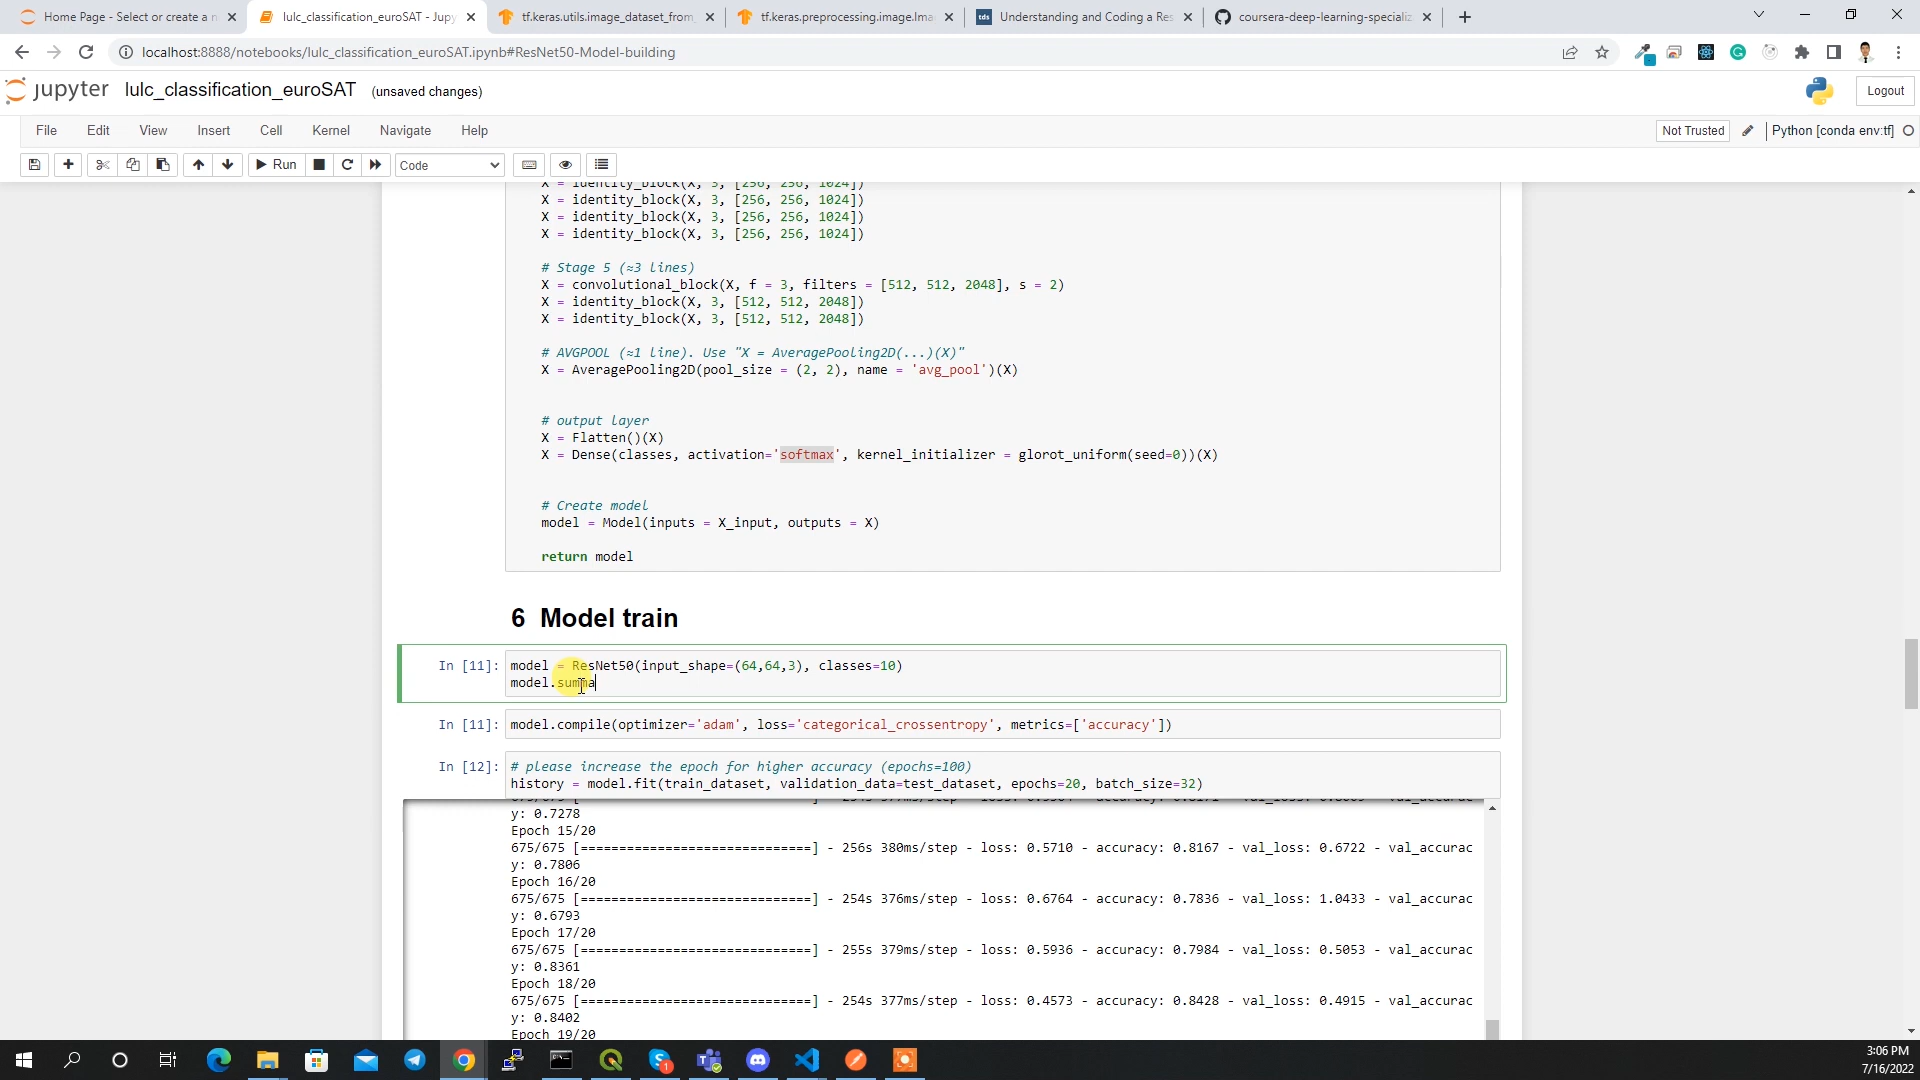 Home Page - Select or create a n
lulc_classification_euroSAT - Jupy
tf.keras.utils.image_dataset_from
tf.keras.preprocessing.image.Ima
Understanding and Coding a Res
coursera-deep-learning-specializ
localhost:8888/notebooks/lulc_classification_euroSAT.ipynb#ResNet50-Model-building
jupyter lulc_classification_euroSAT (unsaved changes)
Logout
File Edit View Insert Cell Kernel Navigate Help
Not Trusted Python [conda env:tf]
Run Code
X = identity_block(X, 3, [256, 256, 1024])
X = identity_block(X, 3, [256, 256, 1024])
X = identity_block(X, 3, [256, 256, 1024])
X = identity_block(X, 3, [256, 256, 1024])
# Stage 5 (≈3 lines)
X = convolutional_block(X, f = 3, filters = [512, 512, 2048], s = 2)
X = identity_block(X, 3, [512, 512, 2048])
X = identity_block(X, 3, [512, 512, 2048])
# AVGPOOL (≈1 line). Use "X = AveragePooling2D(...)(X)"
X = AveragePooling2D(pool_size = (2, 2), name = 'avg_pool')(X)
# output layer
X = Flatten()(X)
X = Dense(classes, activation='softmax', kernel_initializer = glorot_uniform(seed=0))(X)
# Create model
model = Model(inputs = X_input, outputs = X)
return model
6 Model train
In [11]: model = ResNet50(input_shape=(64,64,3), classes=10)
model.summa
In [11]: model.compile(optimizer='adam', loss='categorical_crossentropy', metrics=['accuracy'])
In [12]: # please increase the epoch for higher accuracy (epochs=100)
history = model.fit(train_dataset, validation_data=test_dataset, epochs=20, batch_size=32)
y: 0.7278
Epoch 15/20
675/675 [==============================] - 256s 380ms/step - loss: 0.5710 - accuracy: 0.8167 - val_loss: 0.6722 - val_accurac
y: 0.7806
Epoch 16/20
675/675 [==============================] - 254s 376ms/step - loss: 0.6764 - accuracy: 0.7836 - val_loss: 1.0433 - val_accurac
y: 0.6793
Epoch 17/20
675/675 [==============================] - 255s 379ms/step - loss: 0.5936 - accuracy: 0.7984 - val_loss: 0.5053 - val_accurac
y: 0.8361
Epoch 18/20
675/675 [==============================] - 254s 377ms/step - loss: 0.4573 - accuracy: 0.8428 - val_loss: 0.4915 - val_accurac
y: 0.8402
Epoch 19/20
3:06 PM
7/16/2022